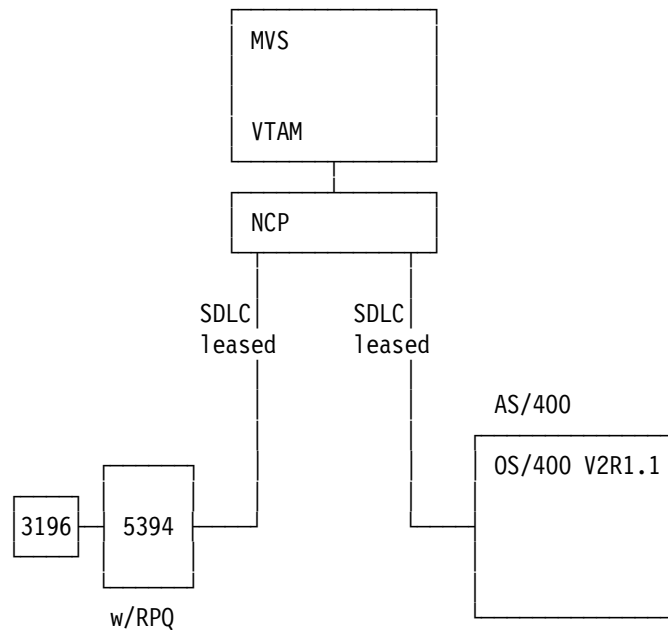 MVS
VTAM
NCP
SDLC
leased
SDLC
leased
AS/400
OS/400 V2R1.1
3196
5394
w/RPQ